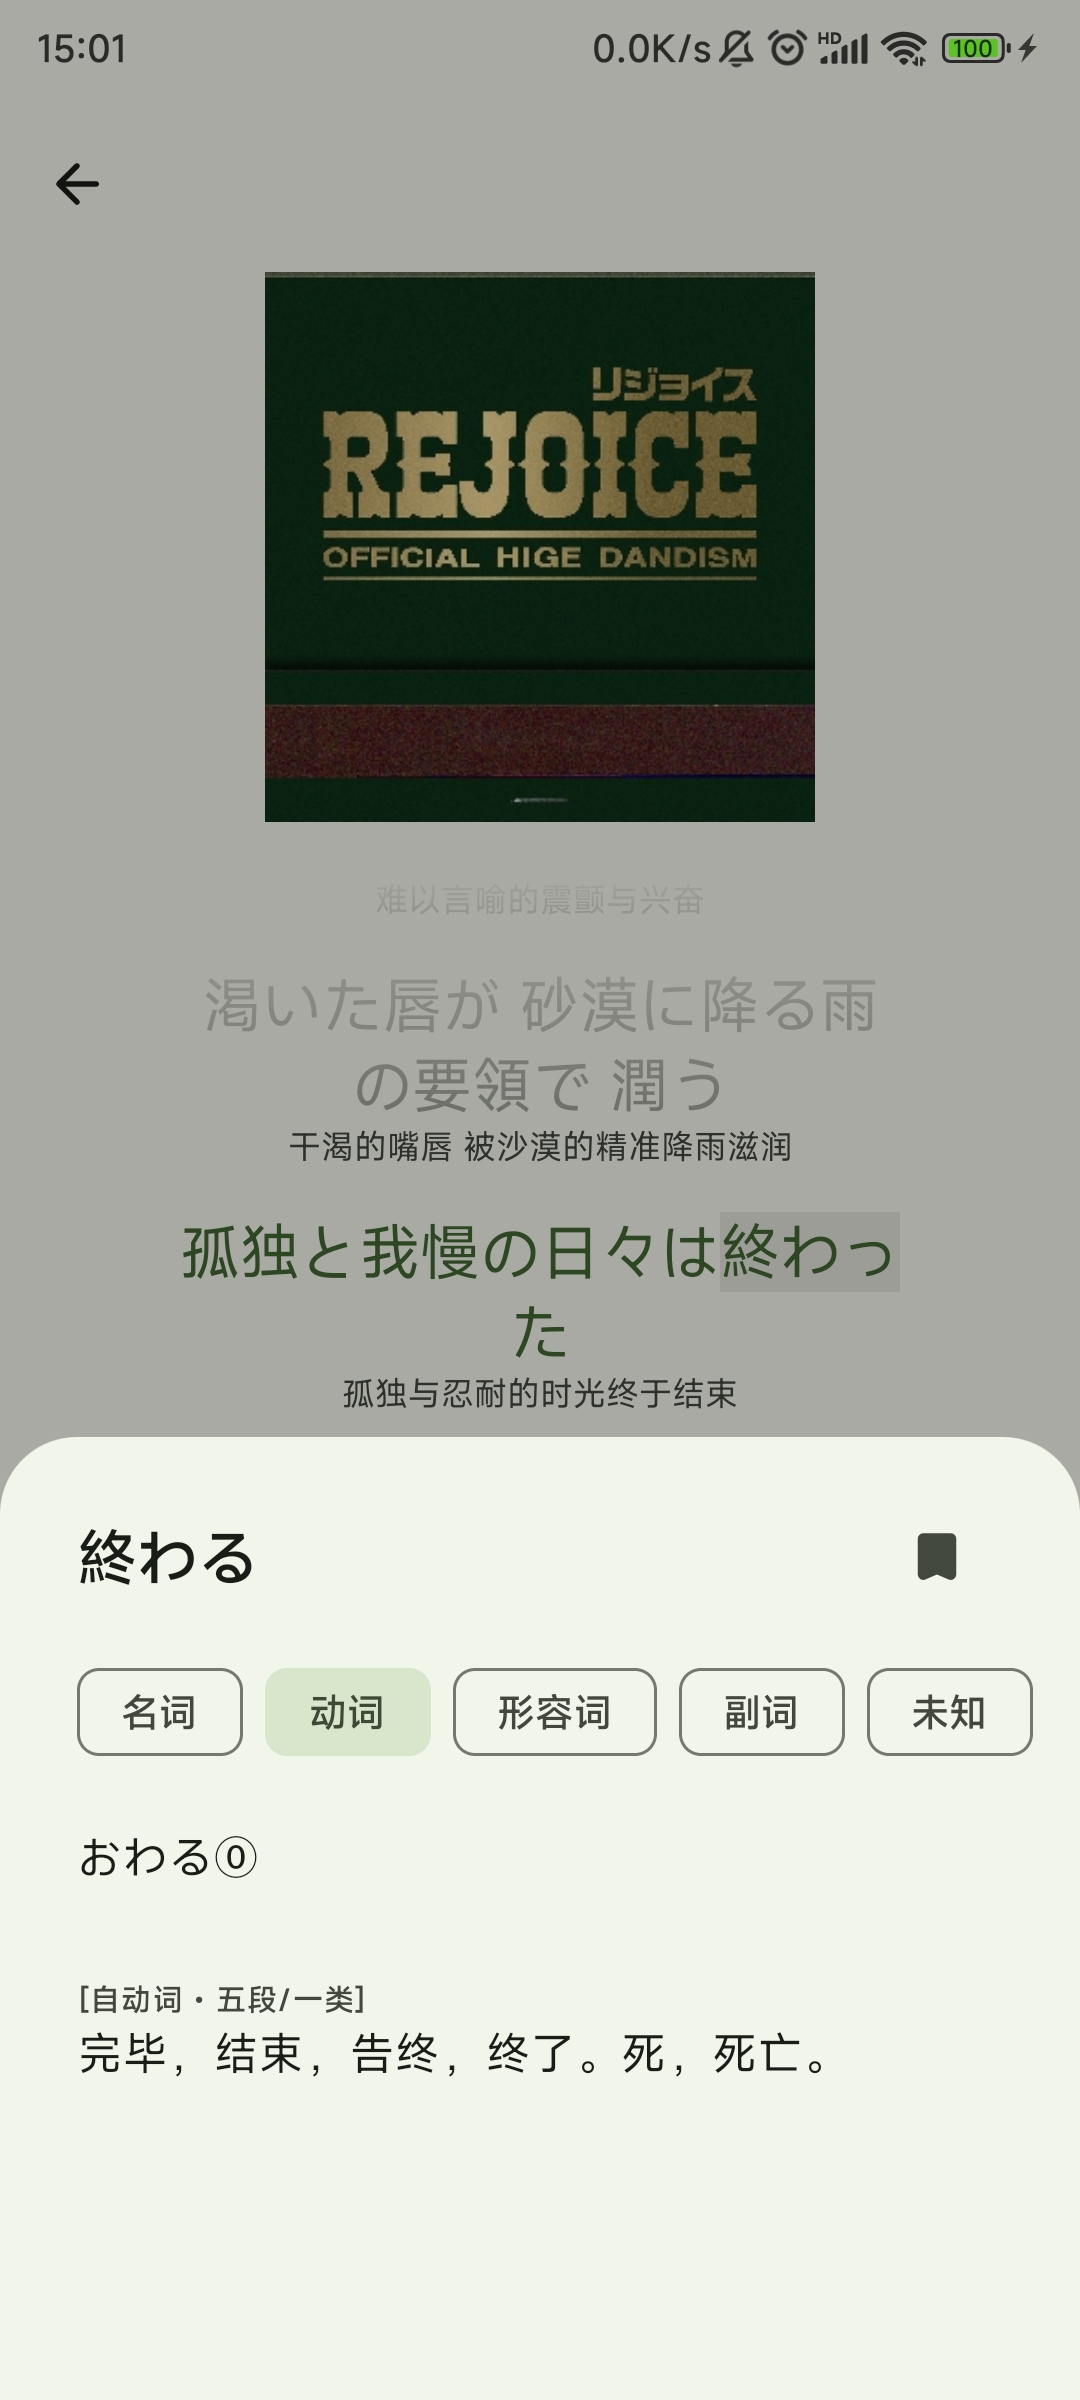 15:01 0.0K/s HD 100
リジョイス
REJOICE
OFFICIAL HIGE DANDISM
难以言喻的震颤与兴奋
渇いた唇が 砂漠に降る雨
の要領で 潤う
干渴的嘴唇 被沙漠的精准降雨滋润
孤独と我慢の日々は終わっ
た
孤独与忍耐的时光终于结束
終わる
名词 动词 形容词 副词 未知
おわる⓪
[自动词・五段/一类]
完毕，结束，告终，终了。死，死亡。